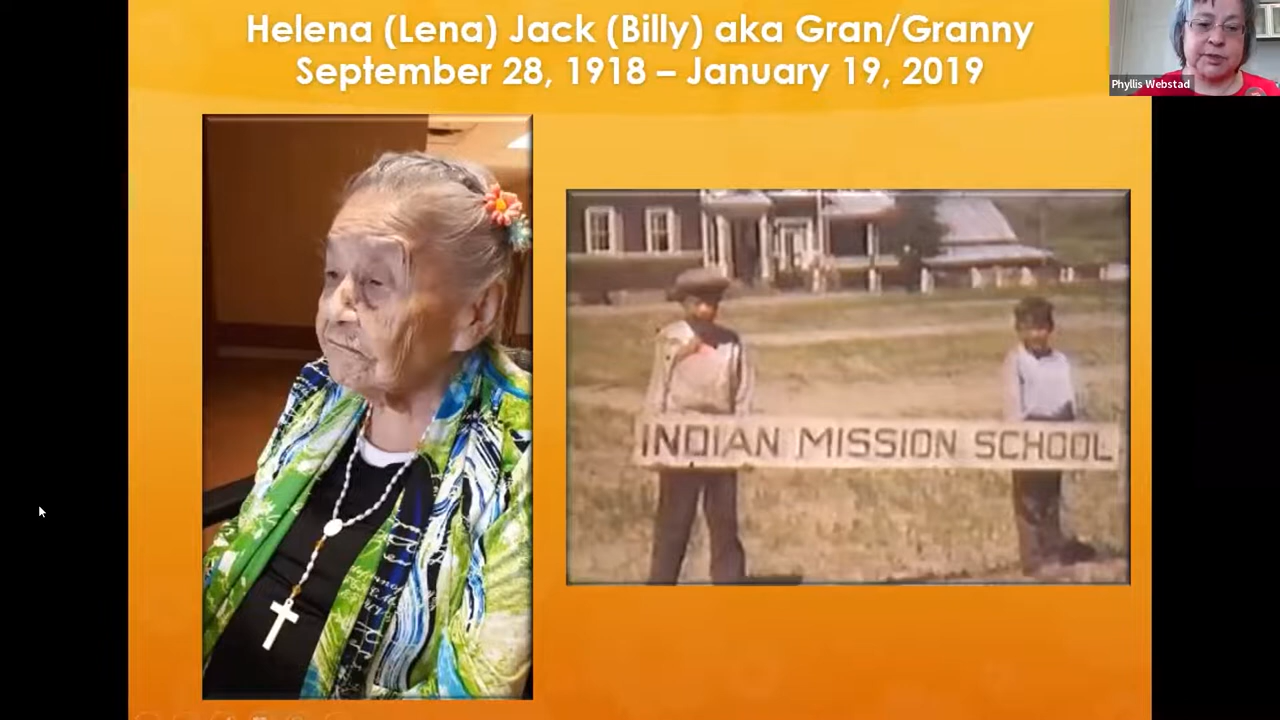 Helena (Lena) Jack (Billy) aka Gran/Granny
September 28, 1918 – January 19, 2019
Phyllis Webstad
INDIAN MISSION SCHOOL